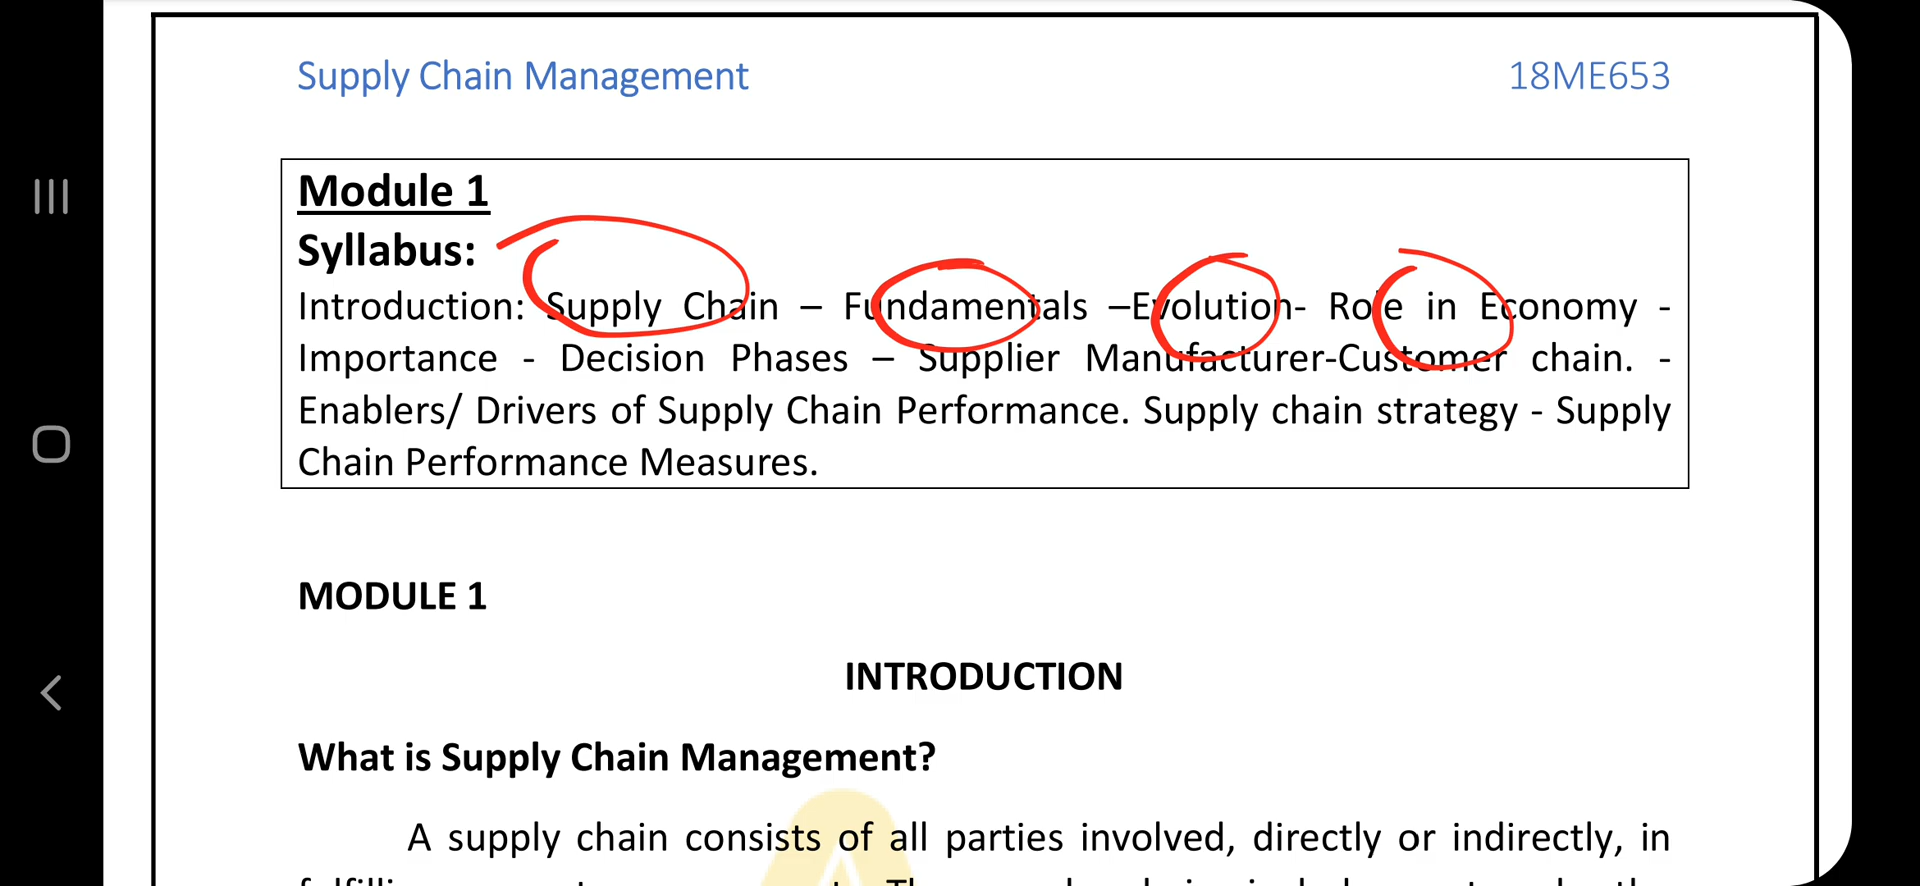 Supply Chain Management 18ME653
Module 1
Syllabus:
Introduction: Supply Chain – Fundamentals –Evolution- Role in Economy -
Importance - Decision Phases – Supplier Manufacturer-Customer chain. -
Enablers/ Drivers of Supply Chain Performance. Supply chain strategy - Supply
Chain Performance Measures.
MODULE 1
INTRODUCTION
What is Supply Chain Management?
A supply chain consists of all parties involved, directly or indirectly, in